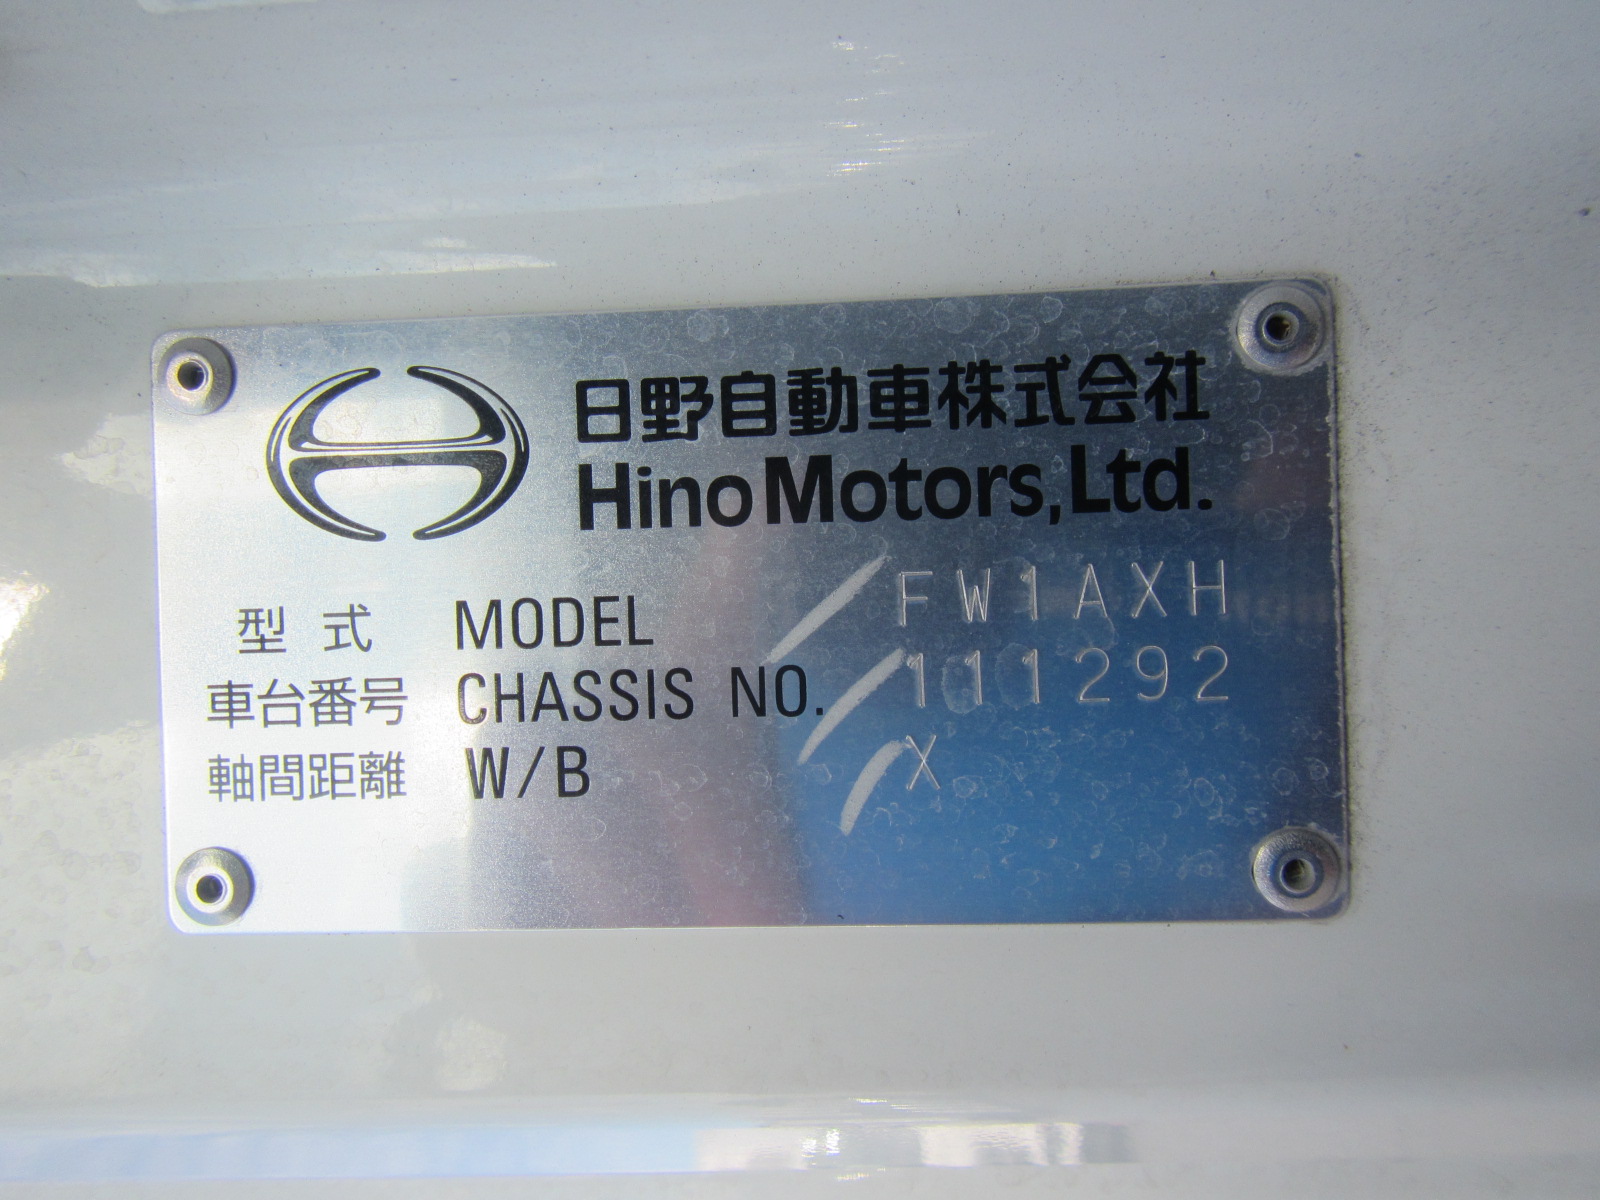 日野自動車株式会社
Hino Motors, Ltd.
型式 MODEL FW1AXH
車台番号 CHASSIS NO. 111292
軸間距離 W/B X